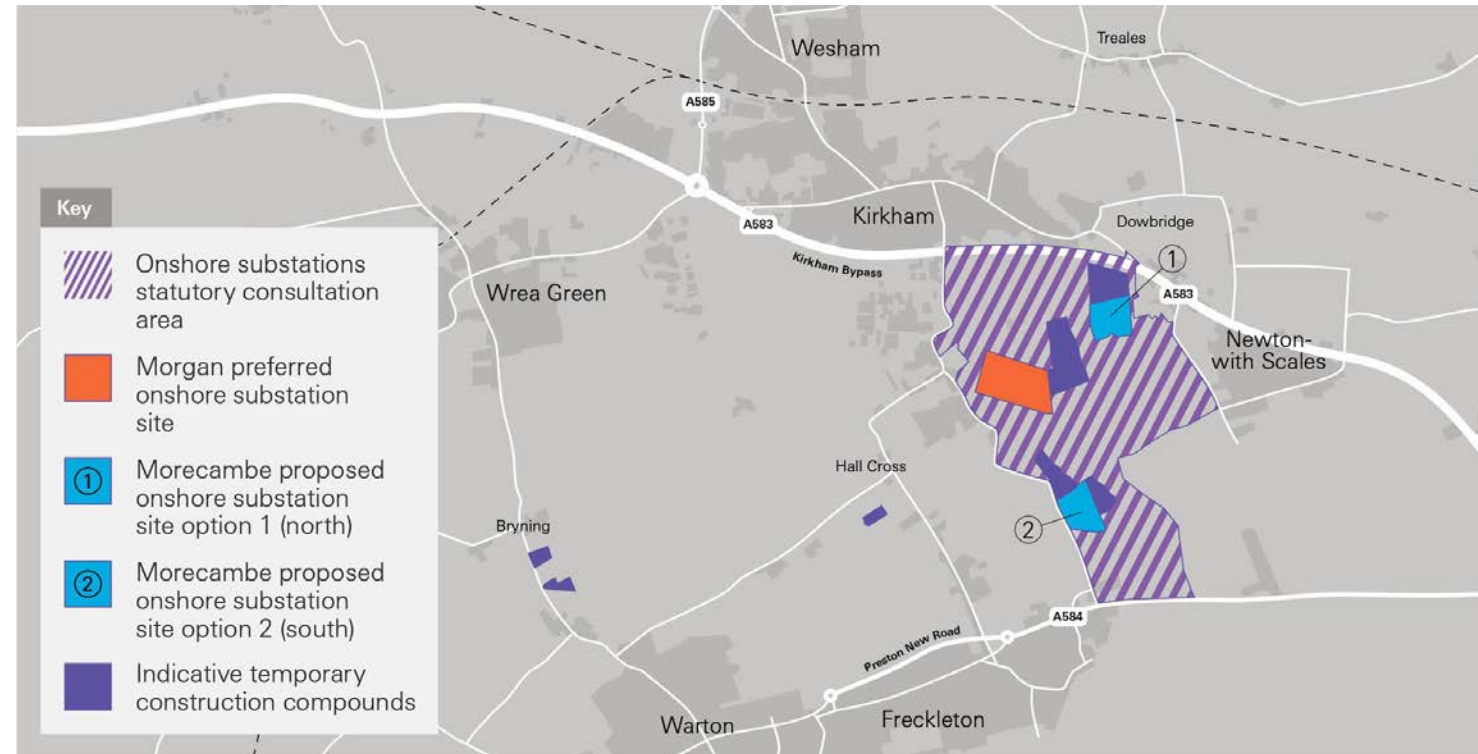 Wesham
Treales
A585
Key
Onshore substations
statutory consultation
area
Morgan preferred
onshore substation
site
1
Morecambe proposed
onshore substation
site option 1 (north)
2
Morecambe proposed
onshore substation
site option 2 (south)
Indicative temporary
construction compounds
Kirkham
Dowbridge
A583
Kirkham Bypass
1
A583
Wrea Green
Newton-
with Scales
Hall Cross
Bryning
2
A584
Preston New Road
Warton
Freckleton